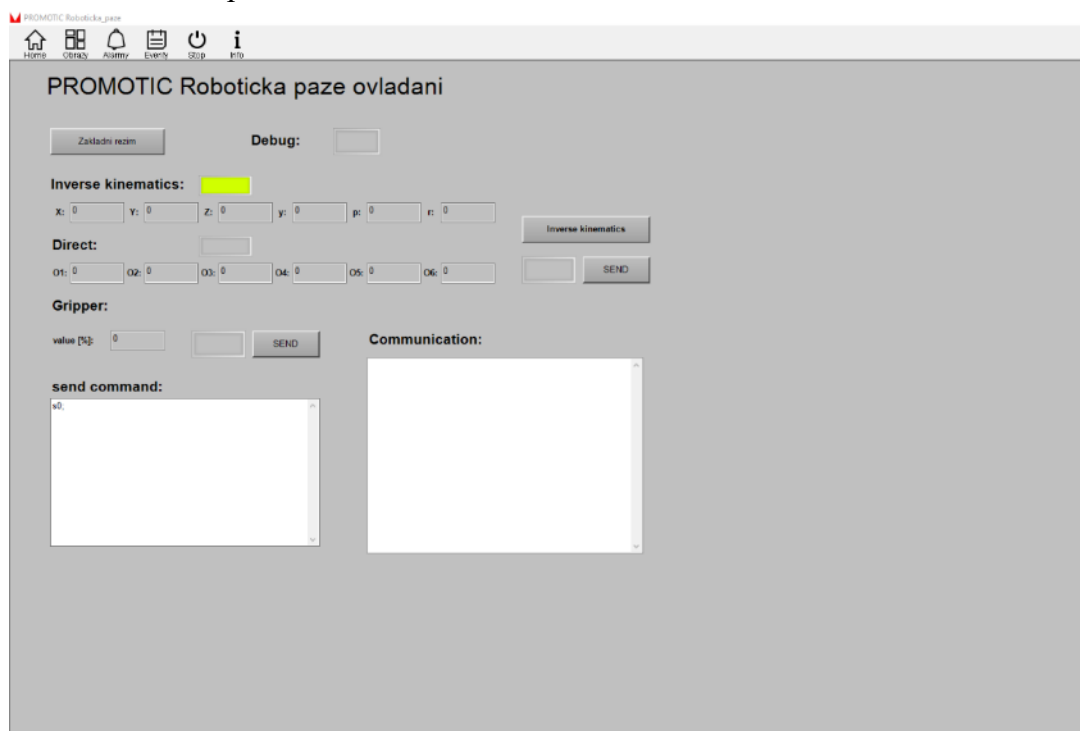 PROMOTIC Roboticka_paze
Home Obrazy Alarmy Eventy Stop Info
PROMOTIC Roboticka paze ovladani
Zakladni rezim Debug:
Inverse kinematics:
X: 0 Y: 0 Z: 0 y: 0 p: 0 r: 0
Inverse kinematics
Direct:
O1: 0 O2: 0 O3: 0 O4: 0 O5: 0 O6: 0 SEND
Gripper:
value [%]: 0 SEND Communication:
send command:
s0;